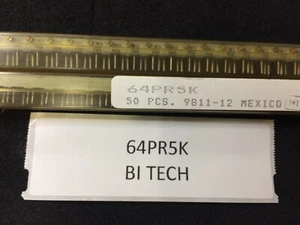 64PR5K
50 PCS. 9811-12 MEXICO
64PR5K
BI TECH